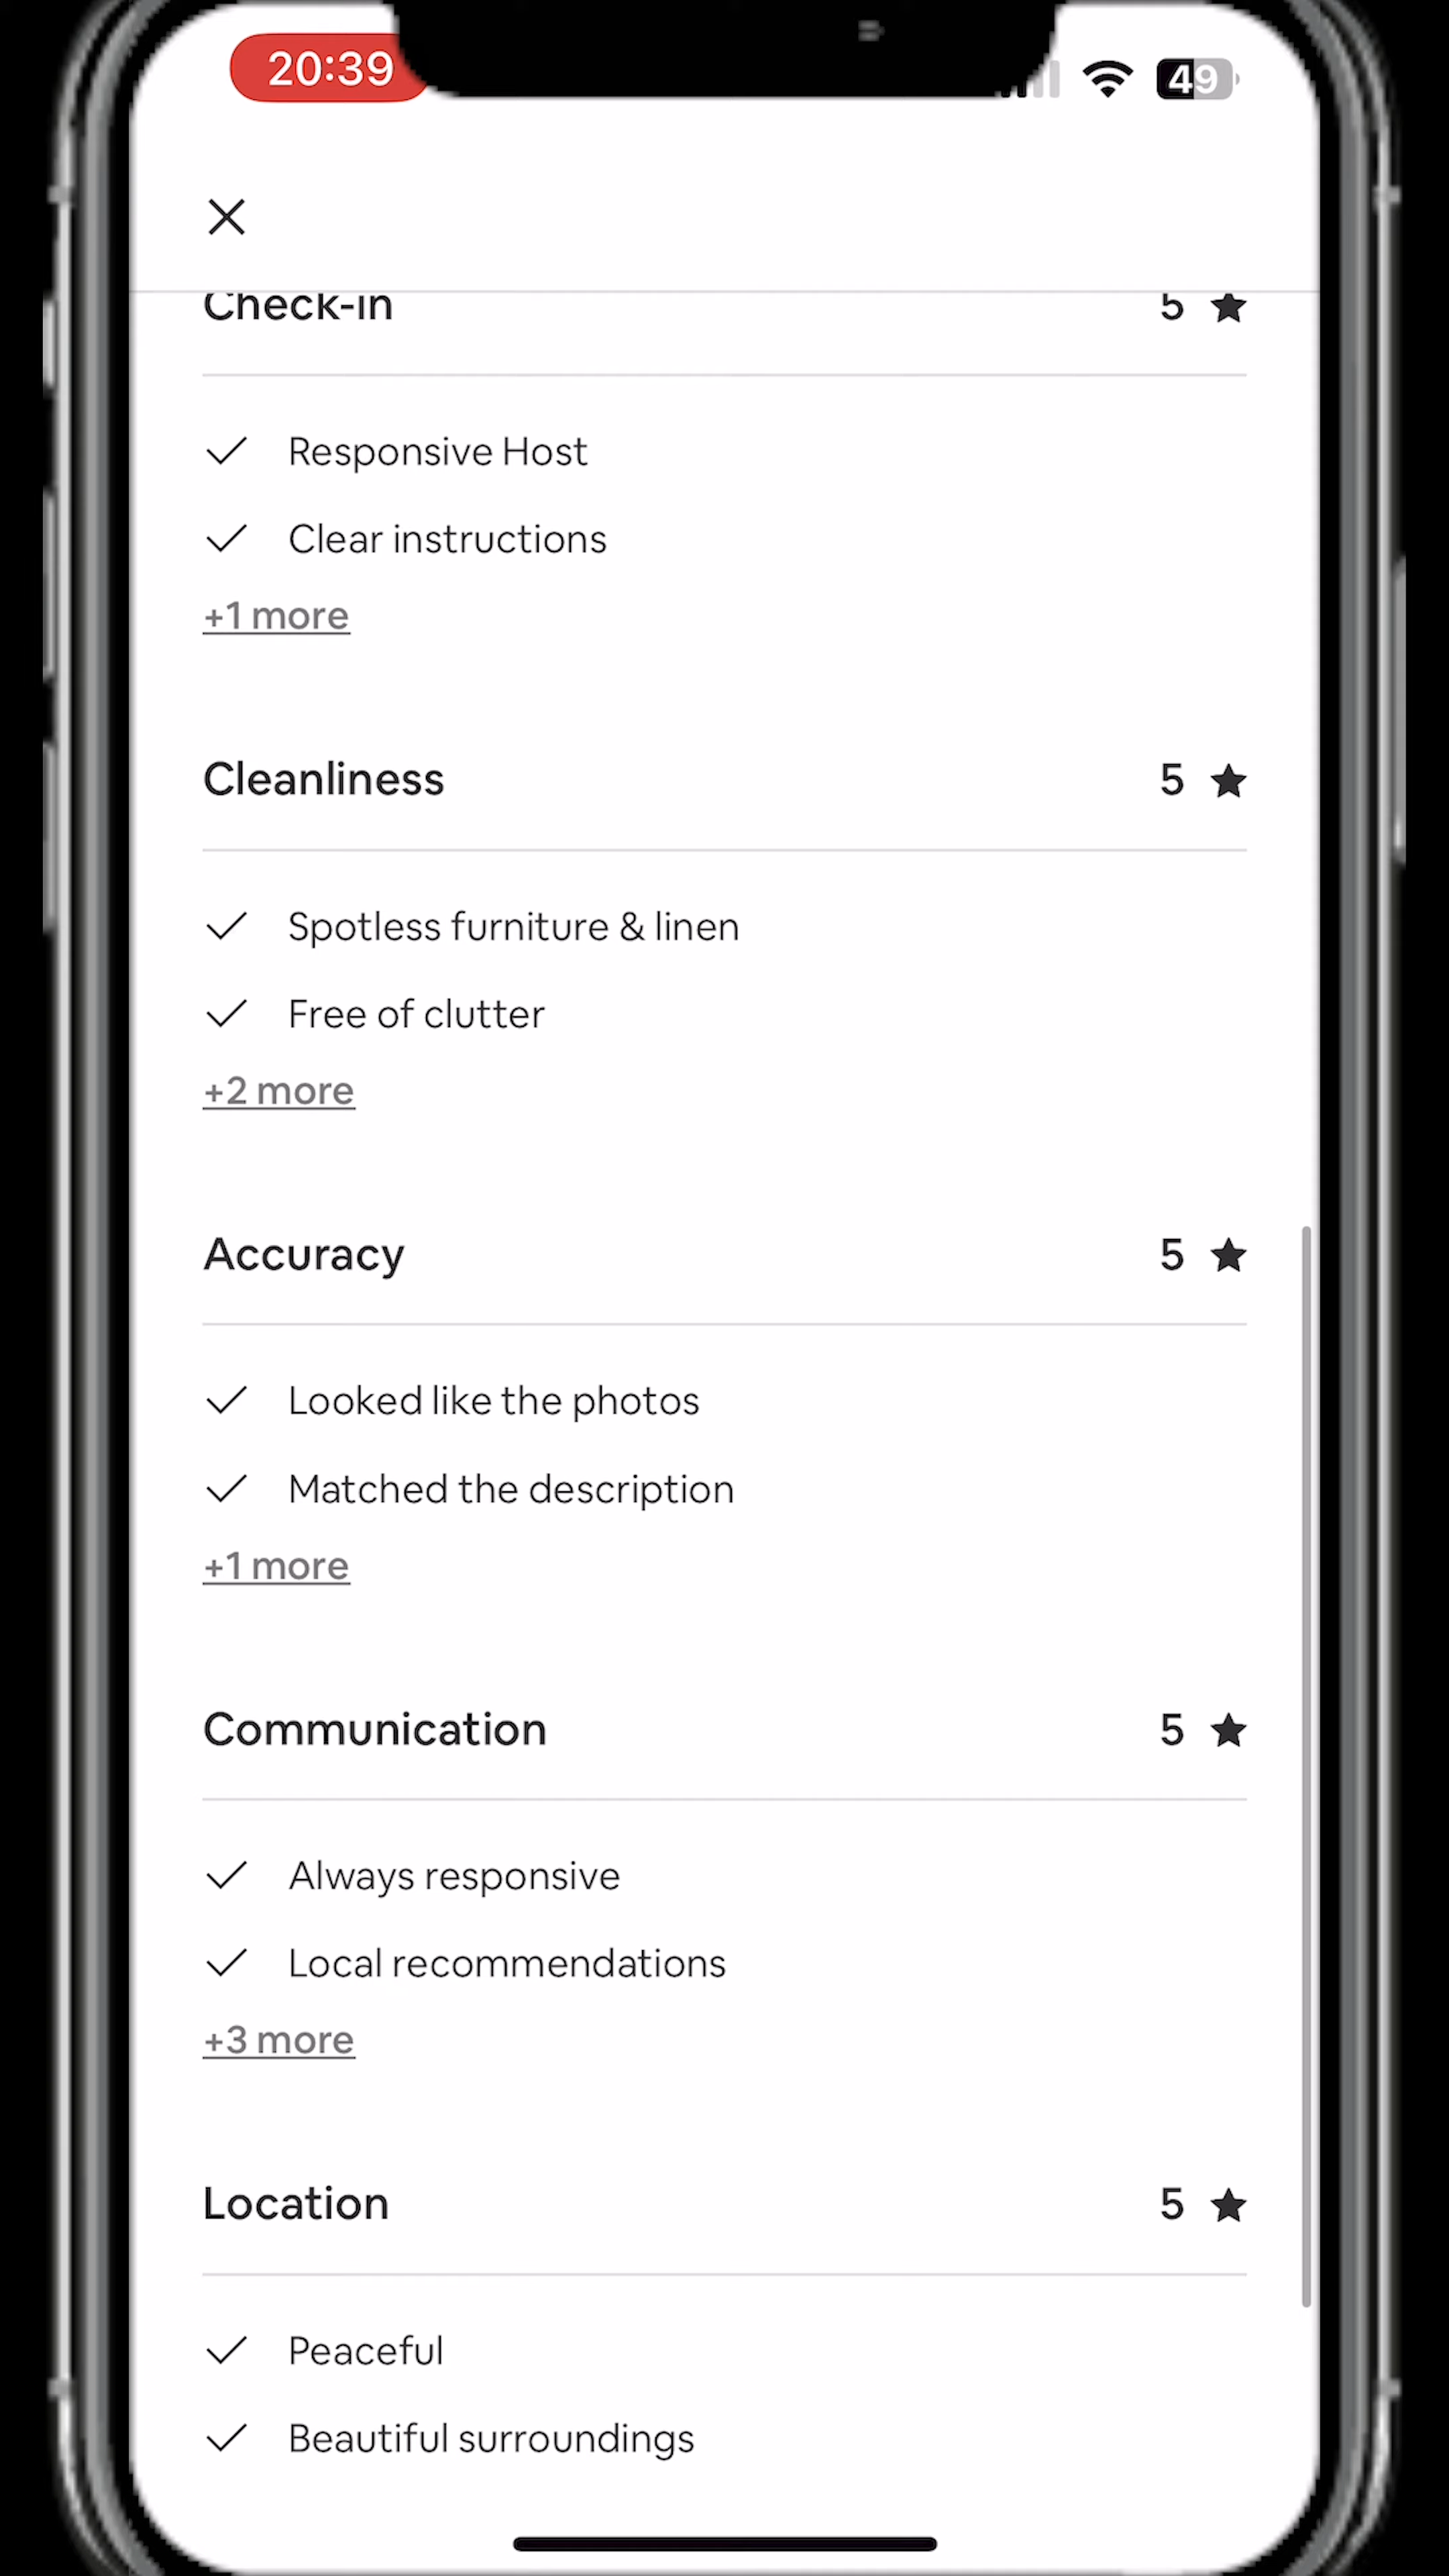 20:39
49
Check-in 5
Responsive Host
Clear instructions
+1 more
Cleanliness 5
Spotless furniture & linen
Free of clutter
+2 more
Accuracy 5
Looked like the photos
Matched the description
+1 more
Communication 5
Always responsive
Local recommendations
+3 more
Location 5
Peaceful
Beautiful surroundings